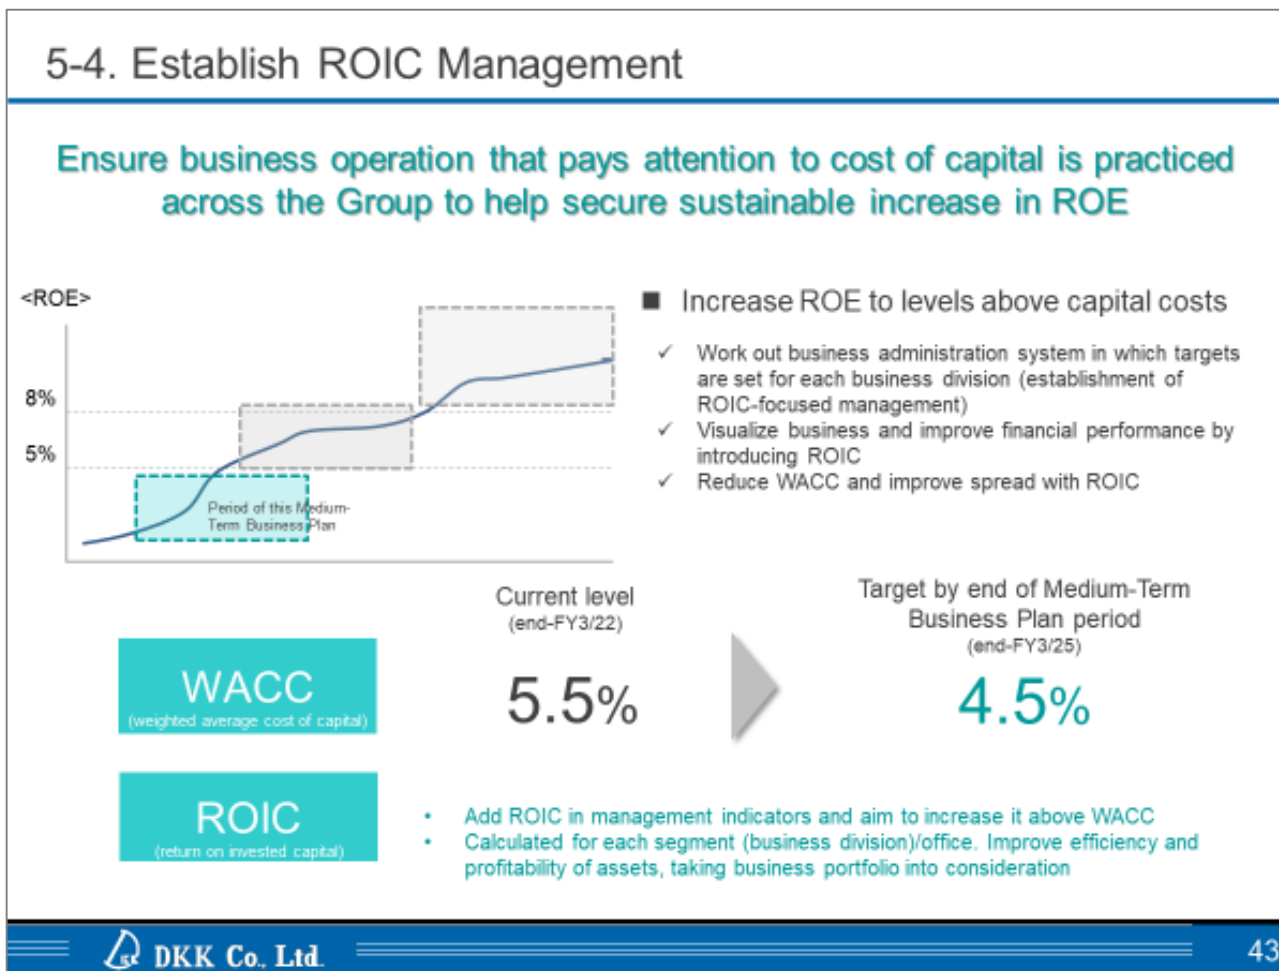 5-4. Establish ROIC Management
Ensure business operation that pays attention to cost of capital is practiced
across the Group to help secure sustainable increase in ROE
<ROE>
8%
5%
Period of this Medium-
Term Business Plan
■ Increase ROE to levels above capital costs
✓ Work out business administration system in which targets
are set for each business division (establishment of
ROIC-focused management)
✓ Visualize business and improve financial performance by
introducing ROIC
✓ Reduce WACC and improve spread with ROIC
Current level
(end-FY3/22)
Target by end of Medium-Term
Business Plan period
(end-FY3/25)
WACC
(weighted average cost of capital)
5.5%
4.5%
ROIC
(return on invested capital)
• Add ROIC in management indicators and aim to increase it above WACC
• Calculated for each segment (business division)/office. Improve efficiency and
profitability of assets, taking business portfolio into consideration
DKK Co., Ltd.
43